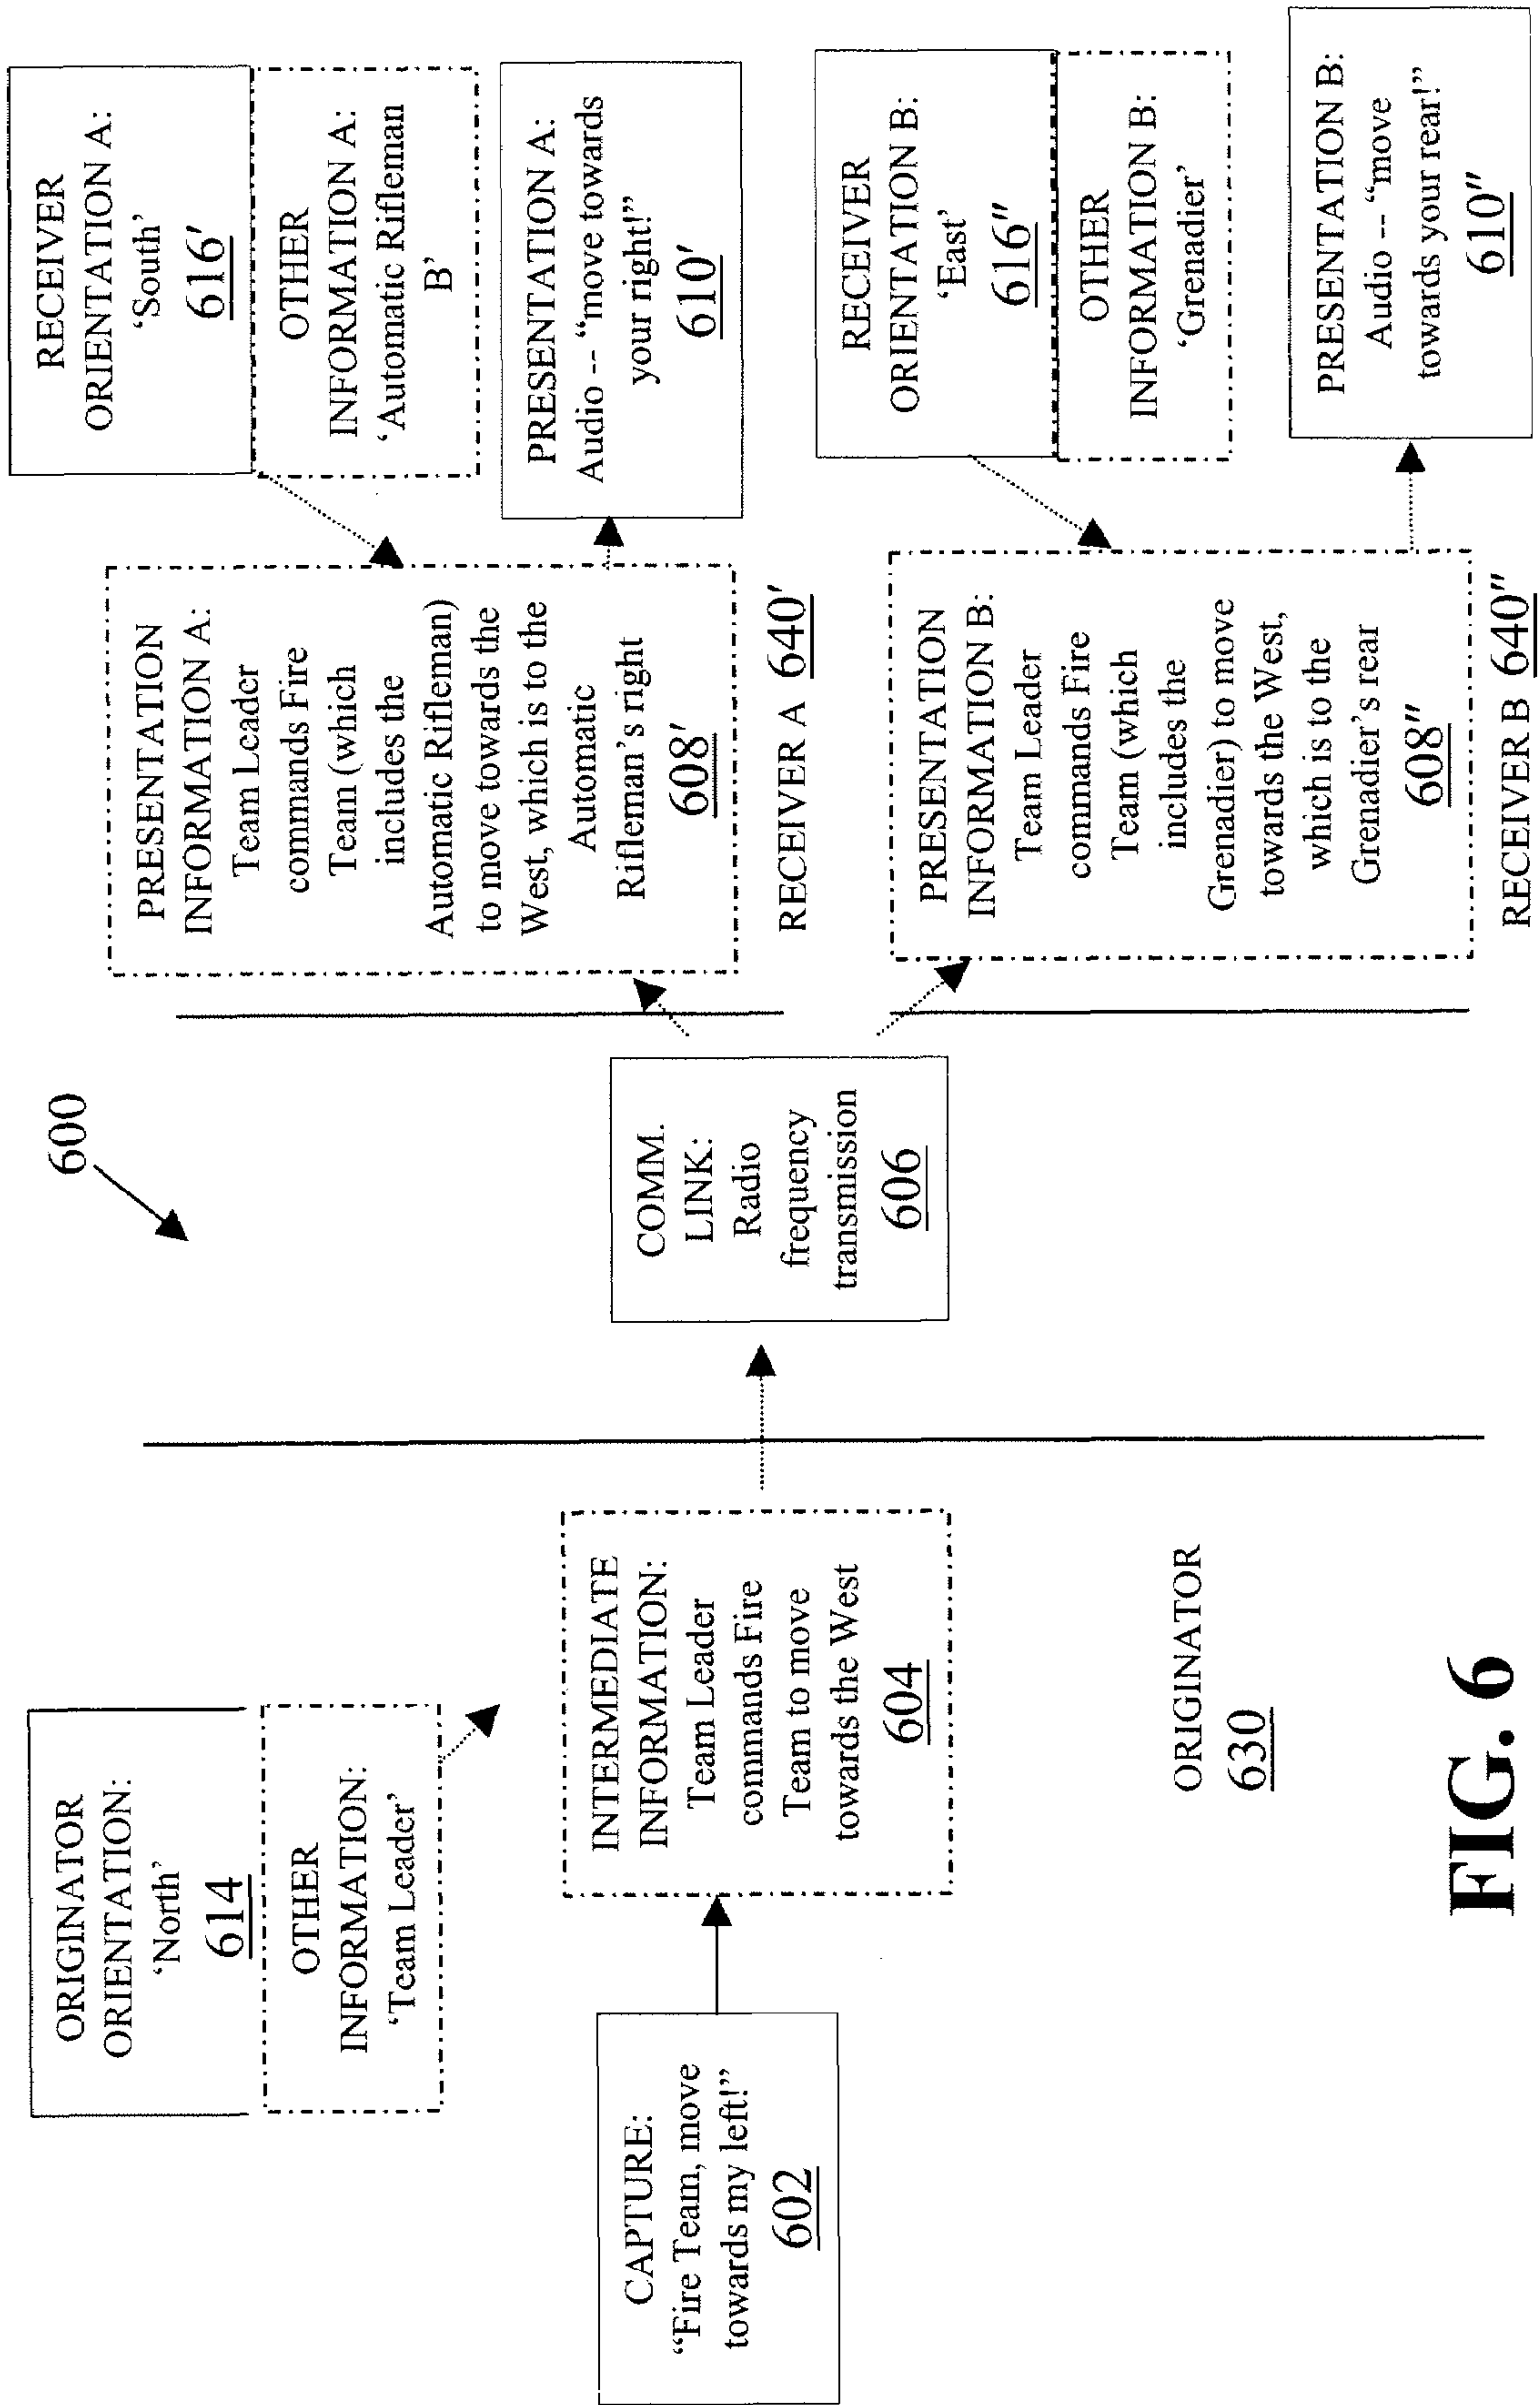 600
ORIGINATOR
ORIENTATION:
‘North’
614
OTHER
INFORMATION:
‘Team Leader’
CAPTURE:
“Fire Team, move
towards my left!”
602
INTERMEDIATE
INFORMATION:
Team Leader
commands Fire
Team to move
towards the West
604
ORIGINATOR
630
COMM.
LINK:
Radio
frequency
transmission
606
PRESENTATION
INFORMATION A:
Team Leader
commands Fire
Team (which
includes the
Automatic Rifleman)
to move towards the
West, which is to the
Automatic
Rifleman’s right
608′
RECEIVER A 640′
RECEIVER
ORIENTATION A:
‘South’
616′
OTHER
INFORMATION A:
‘Automatic Rifleman
B’
PRESENTATION A:
Audio -- “move towards
your right!”
610′
PRESENTATION
INFORMATION B:
Team Leader
commands Fire
Team (which
includes the
Grenadier) to move
towards the West,
which is to the
Grenadier’s rear
608″
RECEIVER B 640″
RECEIVER
ORIENTATION B:
‘East’
616″
OTHER
INFORMATION B:
‘Grenadier’
PRESENTATION B:
Audio -- “move
towards your rear!”
610″
FIG. 6